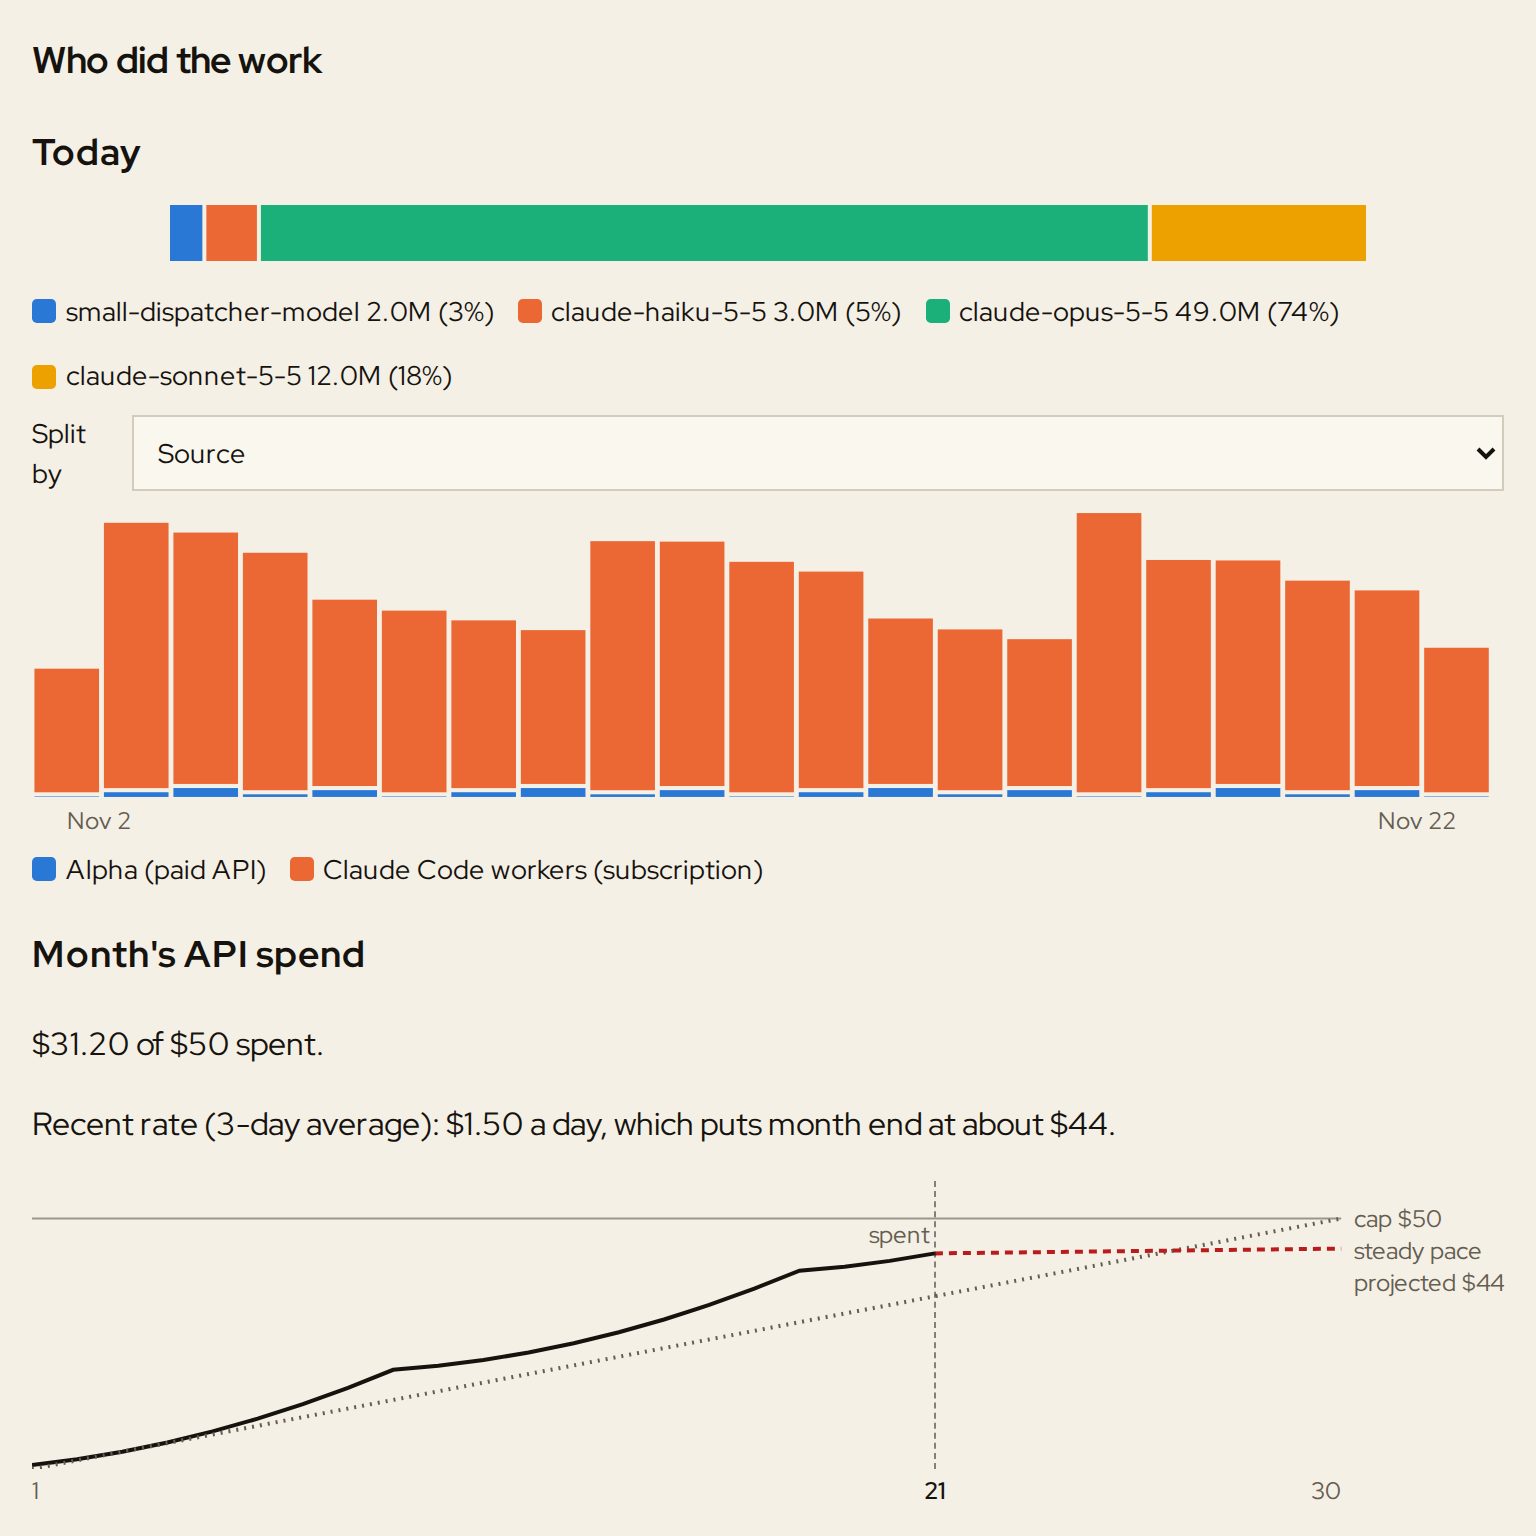 Who did the work
Today
small-dispatcher-model 2.0M (3%) claude-haiku-5-5 3.0M (5%) claude-opus-5-5 49.0M (74%)
claude-sonnet-5-5 12.0M (18%)
Split
by
Source
Nov 2 Nov 22
Alpha (paid API) Claude Code workers (subscription)
Month's API spend
$31.20 of $50 spent.
Recent rate (3-day average): $1.50 a day, which puts month end at about $44.
cap $50
spent
steady pace
projected $44
1 21 30